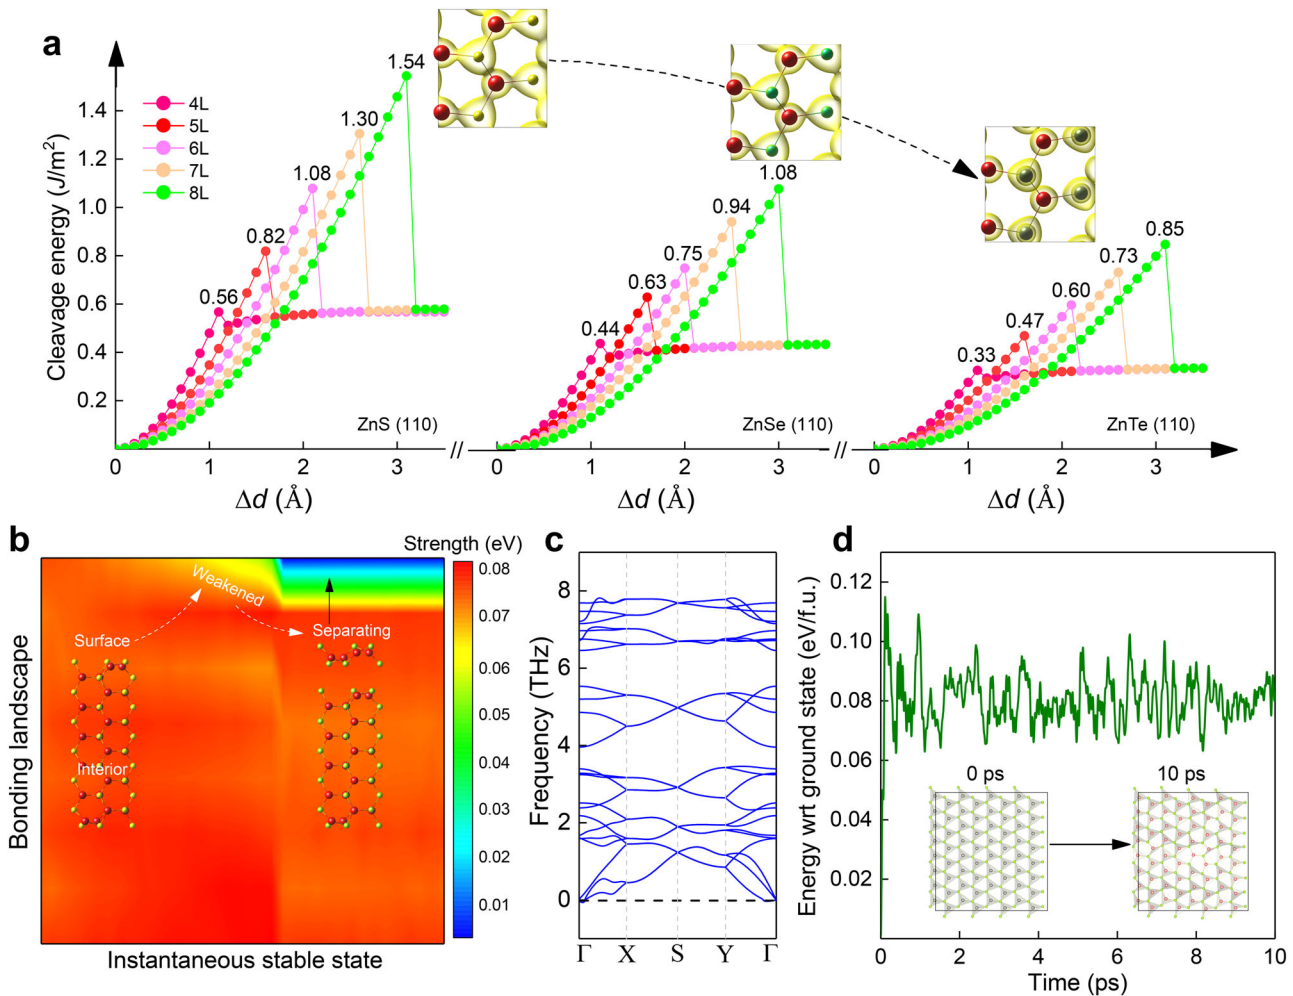 a
Cleavage energy (J/m²)
1.4
1.2
1.0
0.8
0.6
0.4
0.2
4L
5L
6L
7L
8L
0.56
0.82
1.08
1.30
1.54
ZnS (110)
0.44
0.63
0.75
0.94
1.08
ZnSe (110)
0.33
0.47
0.60
0.73
0.85
ZnTe (110)
0 1 2 3 // 0 1 2 3 // 0 1 2 3
Δd (Å) Δd (Å) Δd (Å)
b
Strength (eV)
Bonding landscape
Weakened
Surface
Separating
Interior
0.08
0.07
0.06
0.05
0.04
0.03
0.02
0.01
Instantaneous stable state
c
Frequency (THz)
8
6
4
2
0
Γ X S Y Γ
d
Energy wrt ground state (eV/f.u.)
0.12
0.10
0.08
0.06
0.04
0.02
0 ps 10 ps
0 2 4 6 8 10
Time (ps)